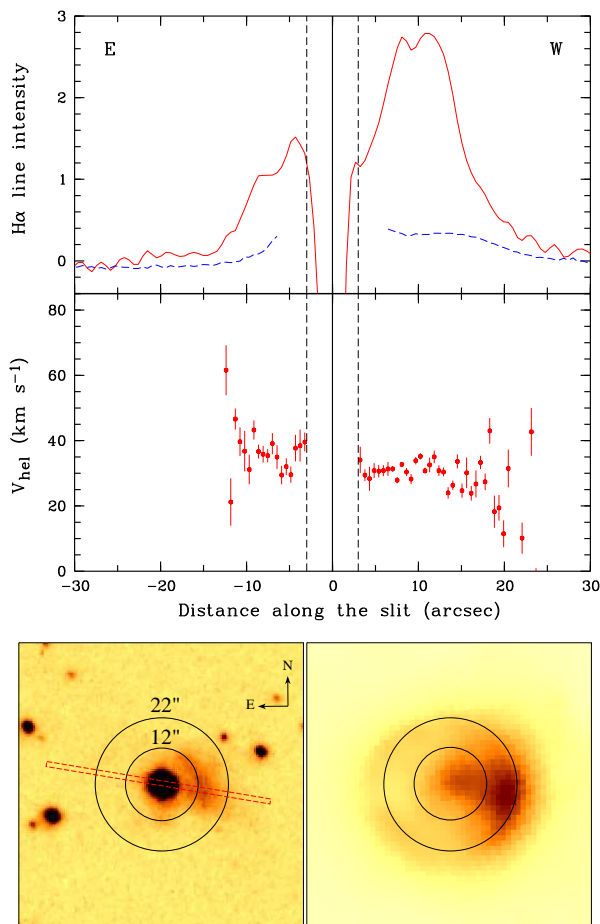 3
E
W
2
1
0
Hα line intensity
80
60
40
20
0
V_hel (km s⁻¹)
−30 −20 −10 0 10 20 30
Distance along the slit (arcsec)
N
E
22"
12"